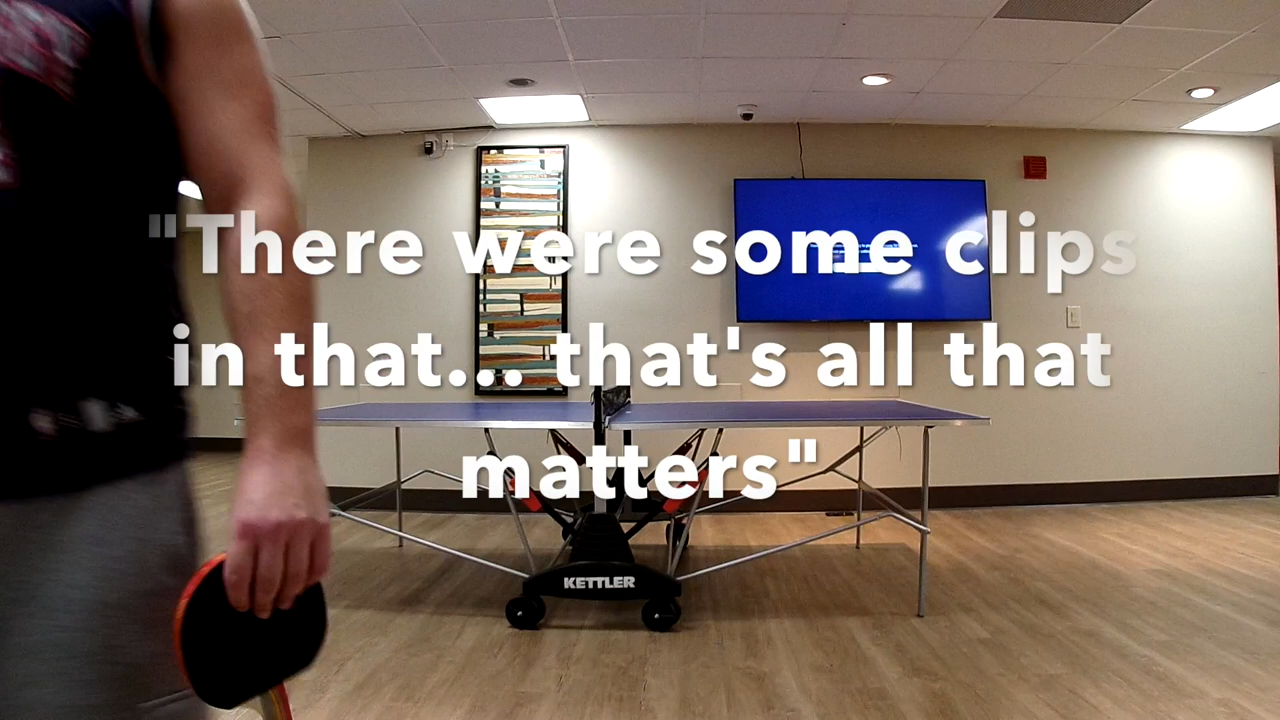 "There were some clips
in that... that's all that
matters"
KETTLER